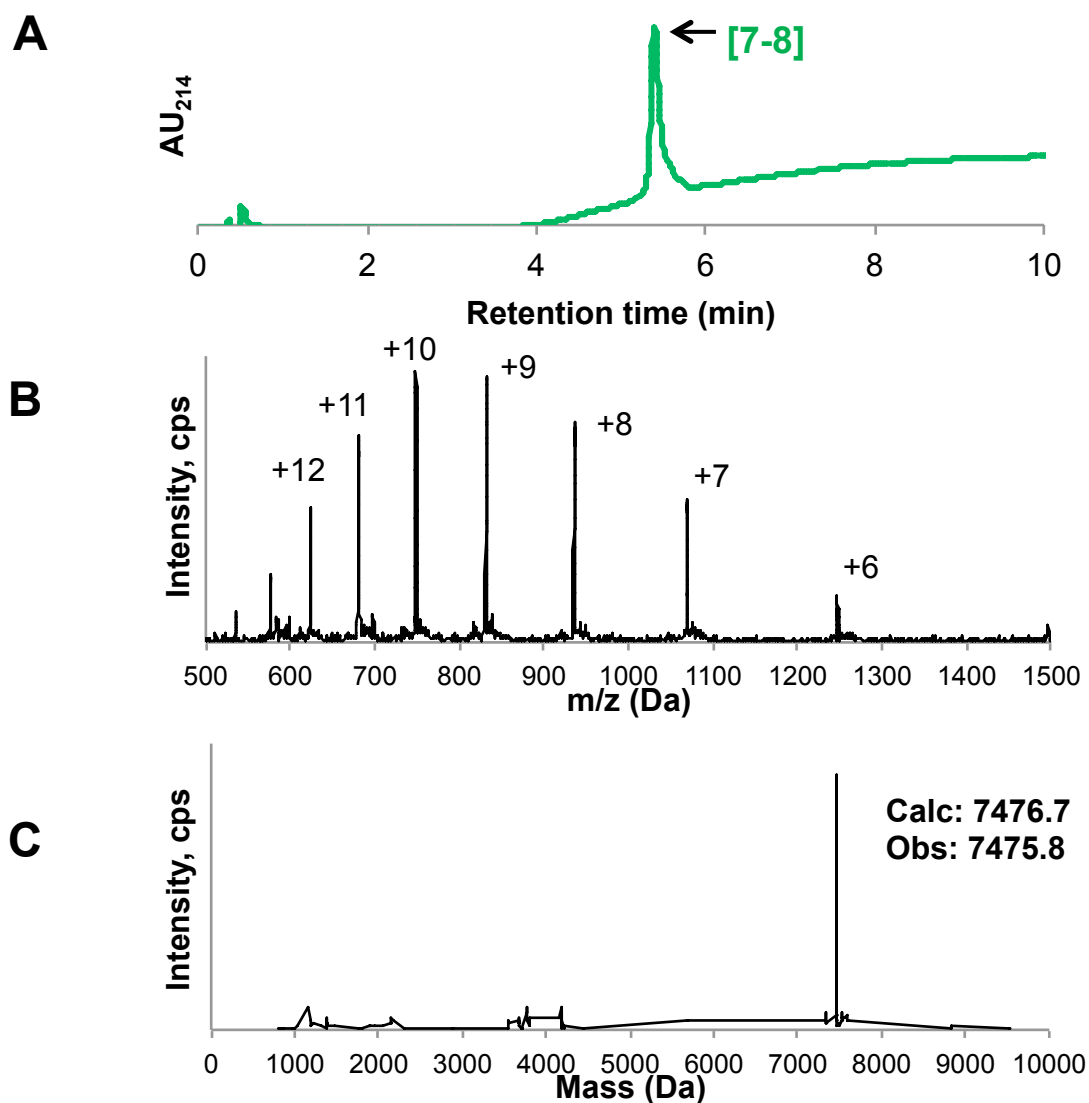 A
[7-8]
AU214
0 2 4 6 8 10
Retention time (min)
B
+12 +11 +10 +9 +8 +7 +6
Intensity, cps
500 600 700 800 900 1000 1100 1200 1300 1400 1500
m/z (Da)
C
Calc: 7476.7
Obs: 7475.8
Intensity, cps
0 1000 2000 3000 4000 5000 6000 7000 8000 9000 10000
Mass (Da)